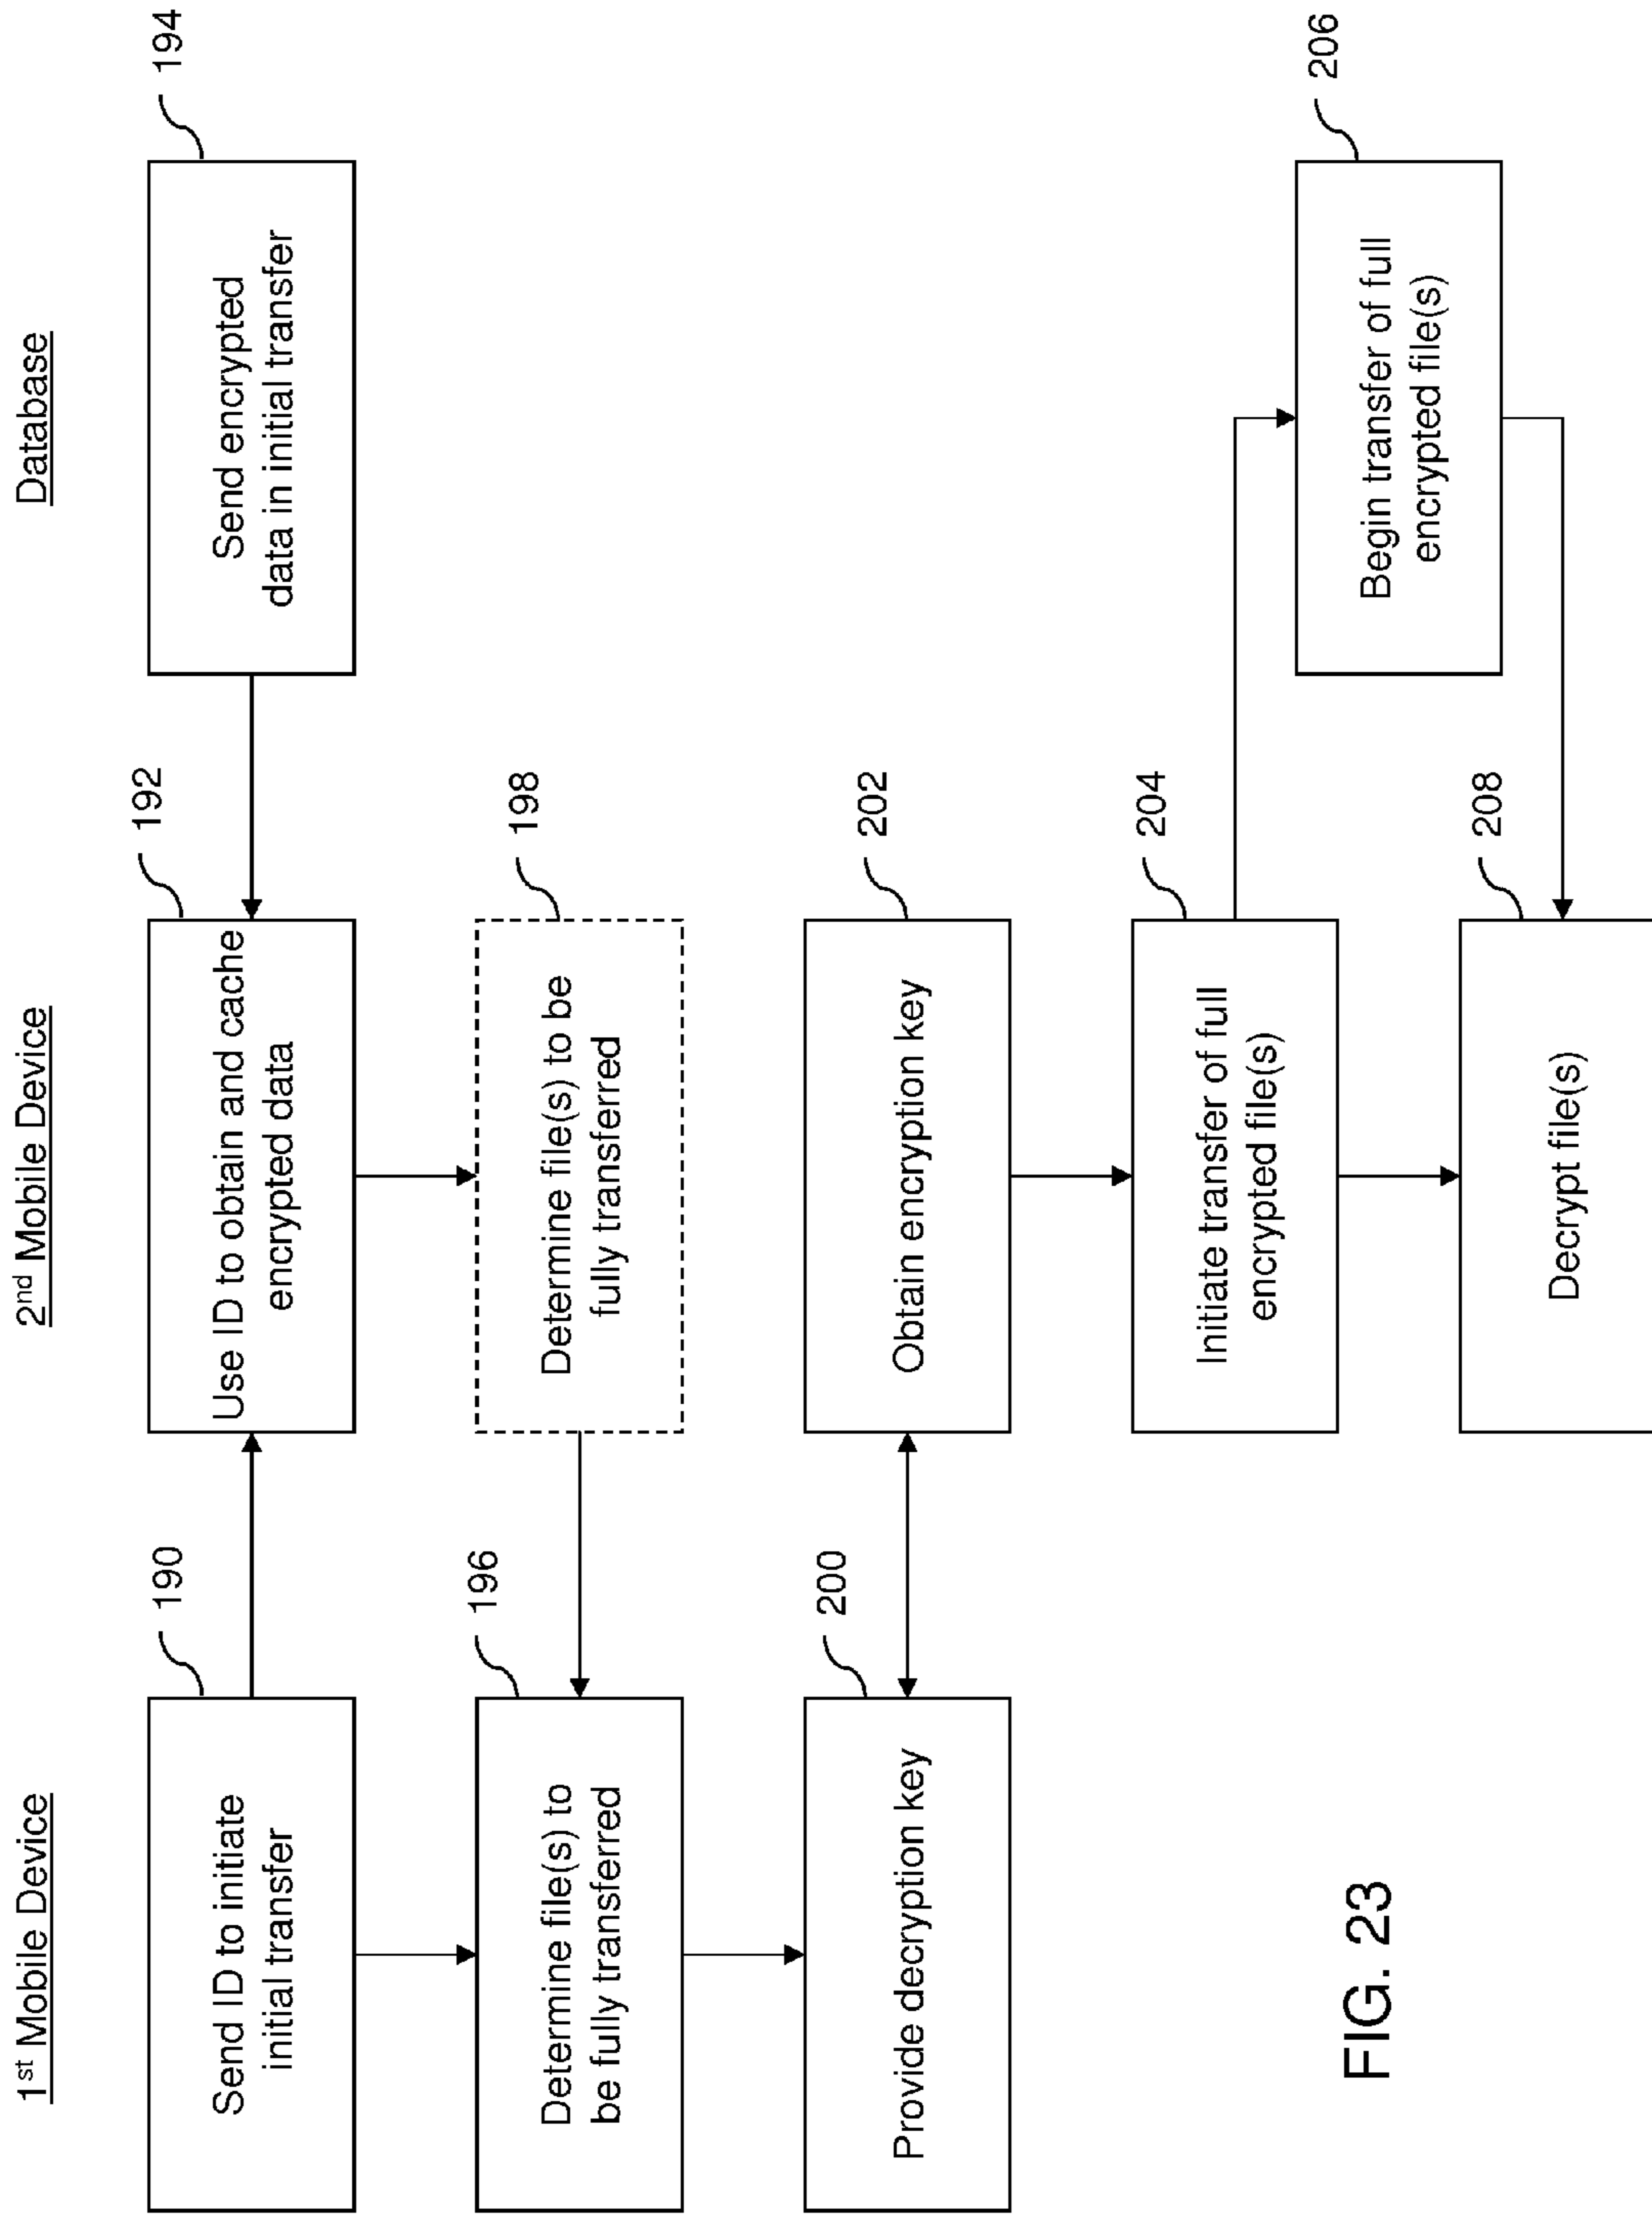 1st Mobile Device
2nd Mobile Device
Database
190
192
194
Send ID to initiate
initial transfer
Use ID to obtain and cache
encrypted data
Send encrypted
data in initial transfer
196
198
Determine file(s) to
be fully transferred
Determine file(s) to be
fully transferred
200
202
Provide decryption key
Obtain encryption key
204
Initiate transfer of full
encrypted file(s)
206
Begin transfer of full
encrypted file(s)
208
Decrypt file(s)
FIG. 23